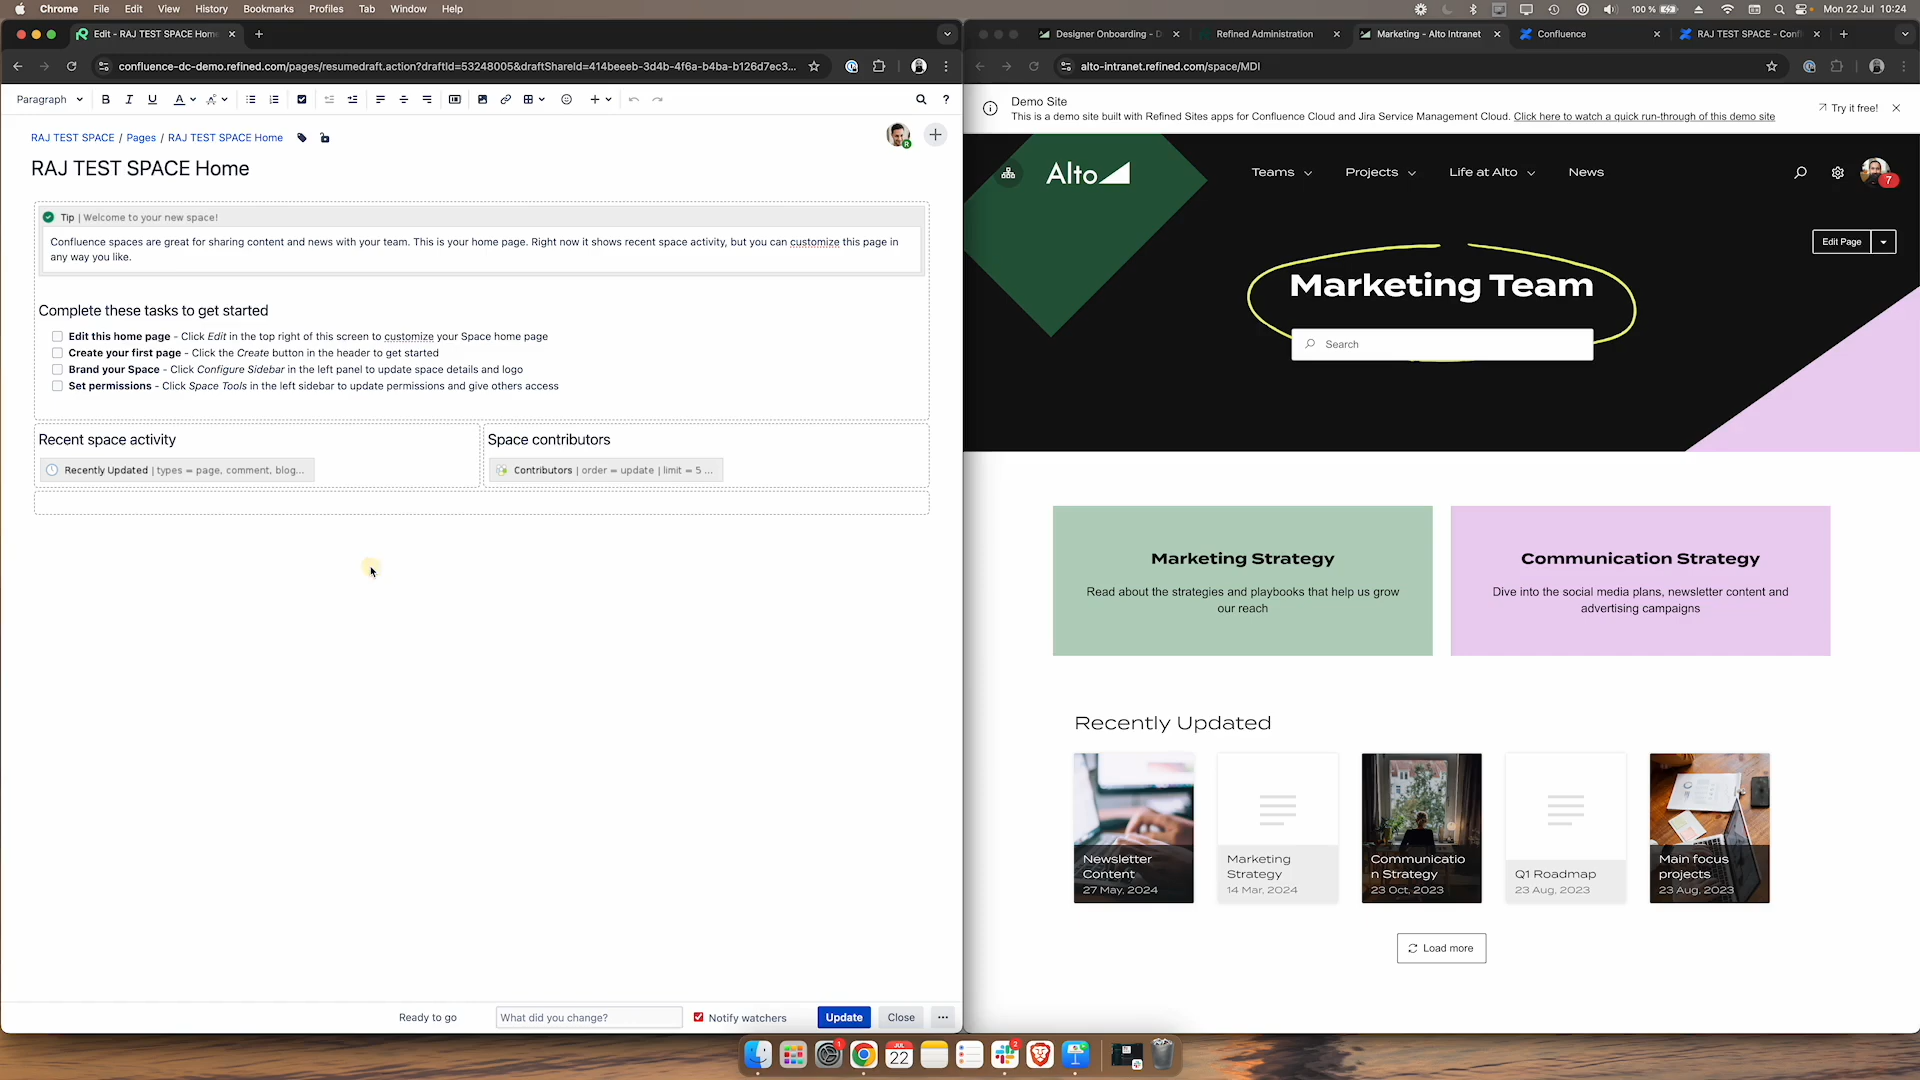 Chrome File Edit View History Bookmarks Profiles Tab Window Help
100 % Mon 22 Jul 10:24
Edit - RAJ TEST SPACE Home
confluence-dc-demo.refined.com/pages/resumedraft.action?draftId=53248005&draftShareId=414beeeb-3d4b-4f6a-b4ba-b126d7ec3...
Paragraph B I U A
RAJ TEST SPACE / Pages / RAJ TEST SPACE Home
RAJ TEST SPACE Home
Tip | Welcome to your new space!
Confluence spaces are great for sharing content and news with your team. This is your home page. Right now it shows recent space activity, but you can customize this page in
any way you like.
Complete these tasks to get started
Edit this home page - Click Edit in the top right of this screen to customize your Space home page
Create your first page - Click the Create button in the header to get started
Brand your Space - Click Configure Sidebar in the left panel to update space details and logo
Set permissions - Click Space Tools in the left sidebar to update permissions and give others access
Recent space activity
Recently Updated | types = page, comment, blog...
Space contributors
Contributors | order = update | limit = 5 ...
Ready to go
What did you change?
Notify watchers
Update
Close
Designer Onboarding - D
Refined Administration
Marketing - Alto Intranet
Confluence
RAJ TEST SPACE - Conf
alto-intranet.refined.com/space/MDI
Demo Site
This is a demo site built with Refined Sites apps for Confluence Cloud and Jira Service Management Cloud. Click here to watch a quick run-through of this demo site
Try it free!
Alto
Teams Projects Life at Alto News
7
Edit Page
Marketing Team
Search
Marketing Strategy
Read about the strategies and playbooks that help us grow
our reach
Communication Strategy
Dive into the social media plans, newsletter content and
advertising campaigns
Recently Updated
Newsletter
Content
27 May, 2024
Marketing
Strategy
14 Mar, 2024
Communicatio
n Strategy
23 Oct, 2023
Q1 Roadmap
23 Aug, 2023
Main focus
projects
23 Aug, 2023
Load more
1
JUL
22
2